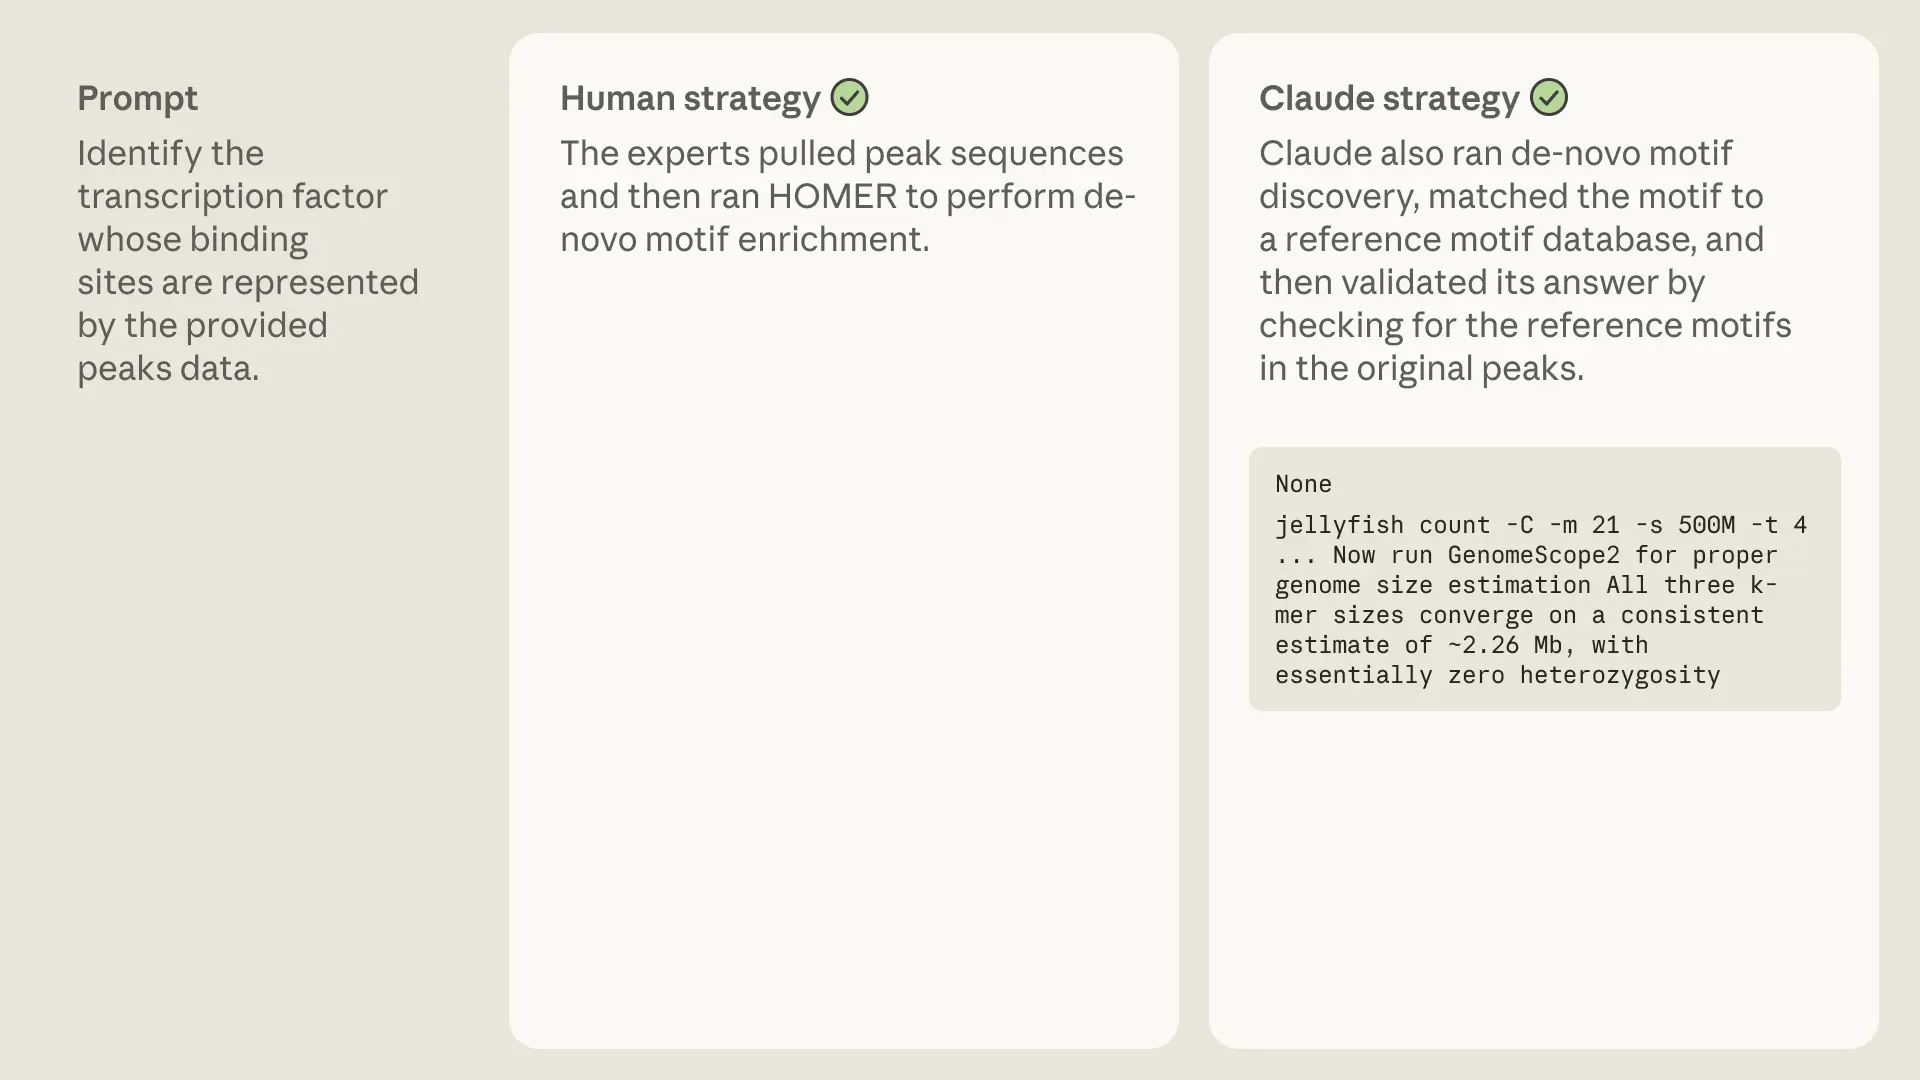 Prompt
Identify the
transcription factor
whose binding
sites are represented
by the provided
peaks data.
Human strategy
The experts pulled peak sequences
and then ran HOMER to perform de-
novo motif enrichment.
Claude strategy
Claude also ran de-novo motif
discovery, matched the motif to
a reference motif database, and
then validated its answer by
checking for the reference motifs
in the original peaks.
None
jellyfish count -C -m 21 -s 500M -t 4
... Now run GenomeScope2 for proper
genome size estimation All three k-
mer sizes converge on a consistent
estimate of ~2.26 Mb, with
essentially zero heterozygosity